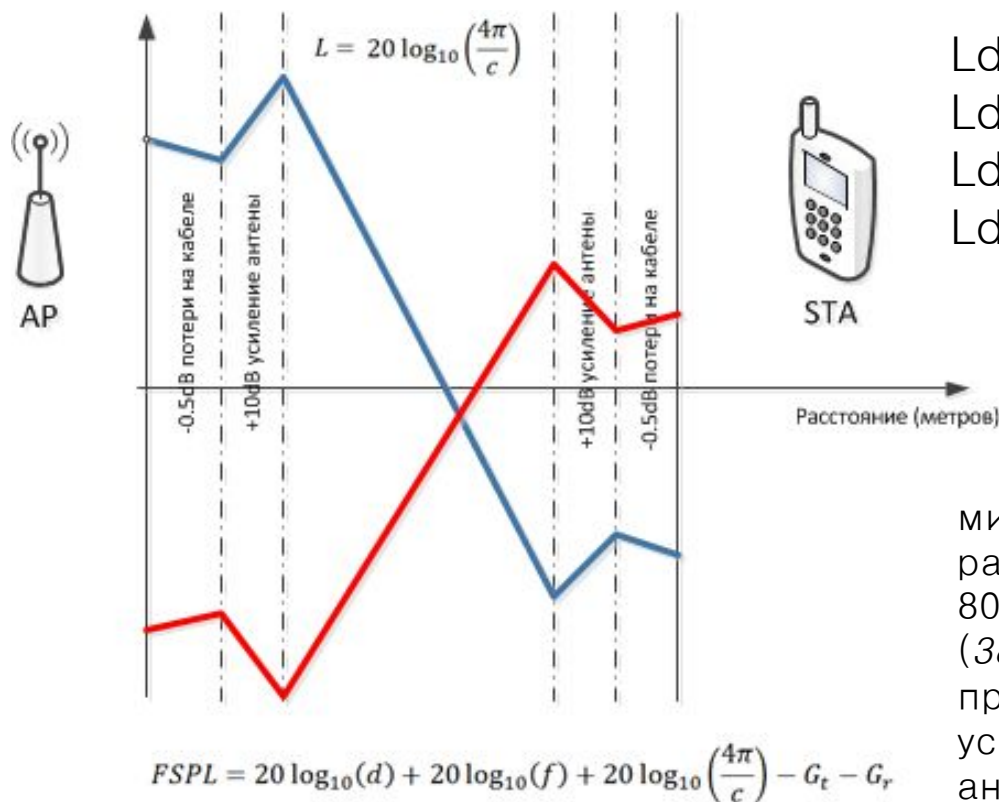 L = 20 log₁₀(4π/c)
Ld
Ld
Ld
Ld
AP
-0.5dB потери на кабеле
+10dB усиление антены
+10dB усиление антены
-0.5dB потери на кабеле
STA
Расстояние (метров)
ми
ра
80
(За
пр
ус
ан
FSPL = 20 log₁₀(d) + 20 log₁₀(f) + 20 log₁₀(4π/c) − Gₜ − Gᵣ